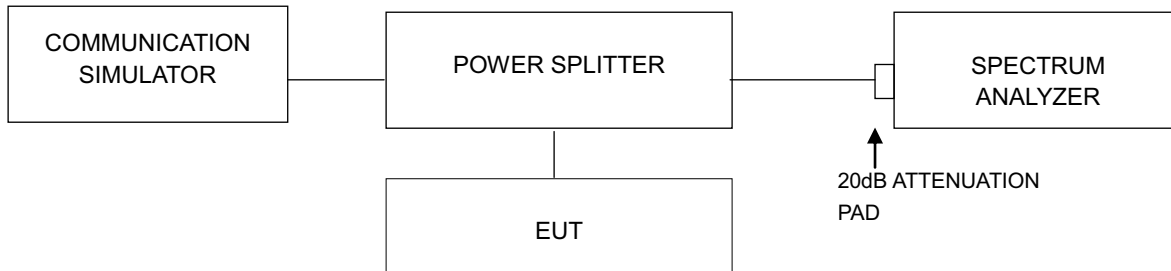 COMMUNICATION
SIMULATOR
POWER SPLITTER
SPECTRUM
ANALYZER
20dB ATTENUATION
PAD
EUT